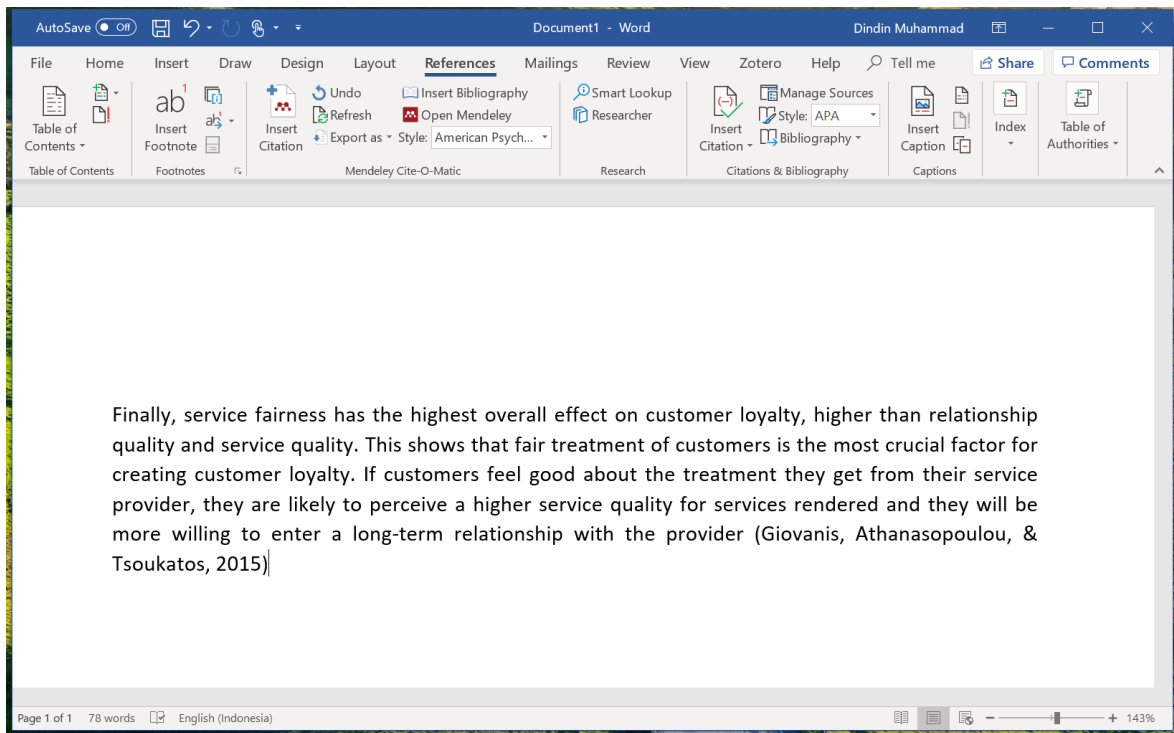 AutoSave Off Document1 - Word Dindin Muhammad
File Home Insert Draw Design Layout References Mailings Review View Zotero Help Tell me Share Comments
Table of Contents
Table of Contents
ab1 Insert Footnote
ab1
Footnotes
Insert Citation
Undo Insert Bibliography
Refresh Open Mendeley
Export as Style: American Psych...
Mendeley Cite-O-Matic
Smart Lookup
Researcher
Research
Insert Citation
Manage Sources
Style: APA
Bibliography
Citations & Bibliography
Insert Caption
Captions
Index
Table of Authorities
Finally, service fairness has the highest overall effect on customer loyalty, higher than relationship
quality and service quality. This shows that fair treatment of customers is the most crucial factor for
creating customer loyalty. If customers feel good about the treatment they get from their service
provider, they are likely to perceive a higher service quality for services rendered and they will be
more willing to enter a long-term relationship with the provider (Giovanis, Athanasopoulou, &
Tsoukatos, 2015)
Page 1 of 1 78 words English (Indonesia) 143%